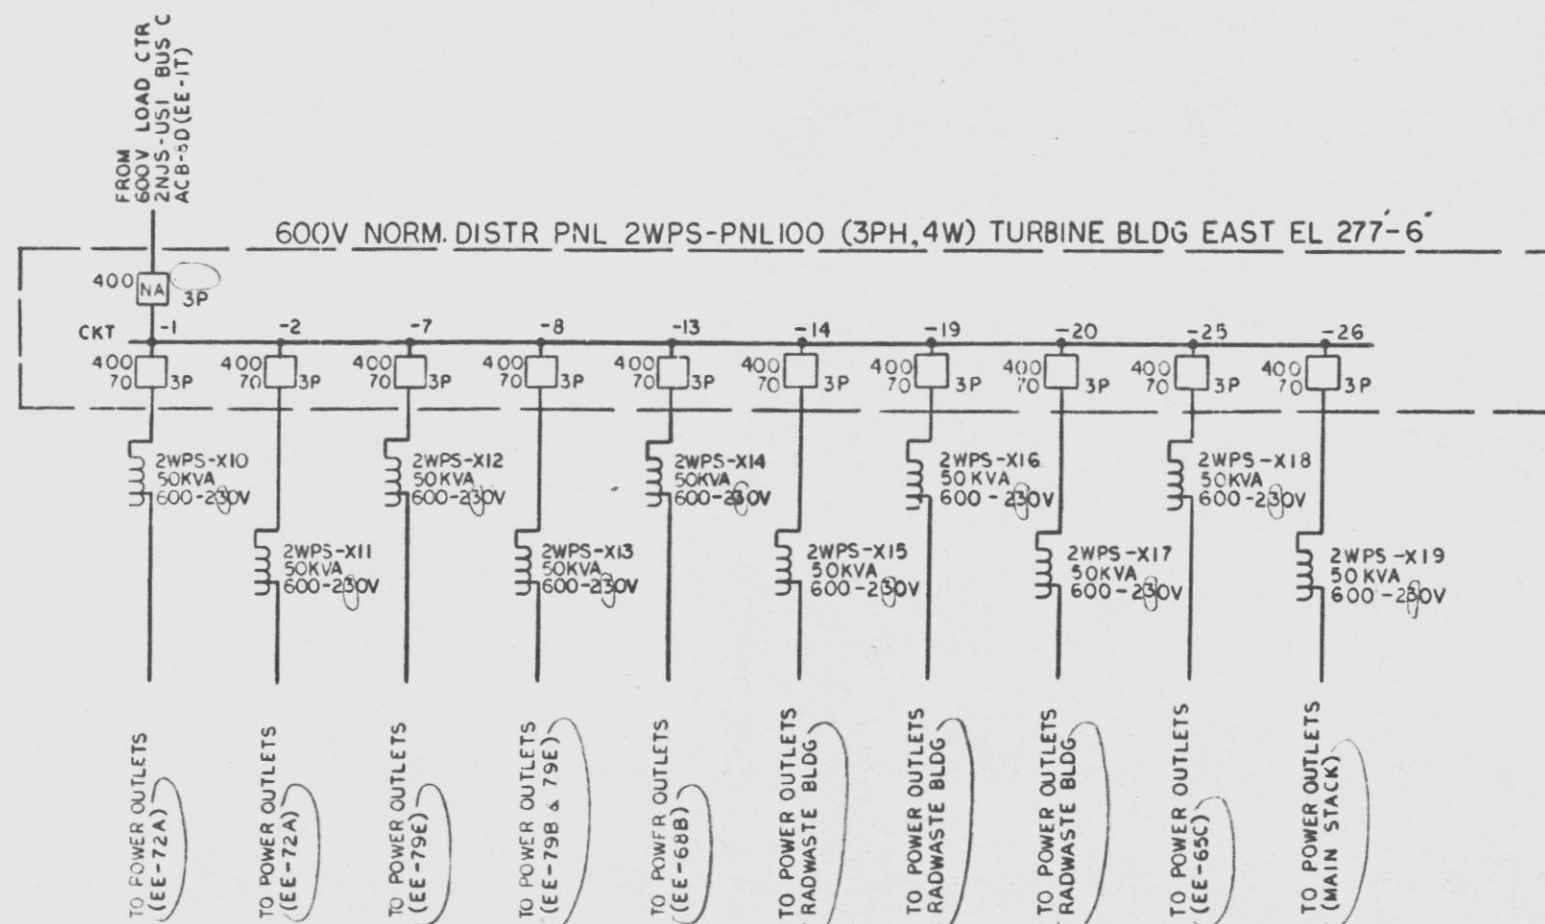 FROM
600V LOAD CTR
2NJS-US1 BUS C
ACB-5D(EE-1T)
600V NORM. DISTR PNL 2WPS-PNL100 (3PH,4W) TURBINE BLDG EAST EL 277'-6"
400 NA 3P
CKT -1 -2 -7 -8 -13 -14 -19 -20 -25 -26
400 400 400 400 400 400 400 400 400 400
70 3P 70 3P 70 3P 70 3P 70 3P 70 3P 70 3P 70 3P 70 3P 70 3P
2WPS-X10
50KVA
600-230V
2WPS-X12
50KVA
600-230V
2WPS-X14
50KVA
600-230V
2WPS-X16
50KVA
600-230V
2WPS-X18
50KVA
600-230V
2WPS-X11
50KVA
600-230V
2WPS-X13
50KVA
600-230V
2WPS-X15
50KVA
600-230V
2WPS-X17
50KVA
600-230V
2WPS-X19
50KVA
600-230V
TO POWER OUTLETS
(EE-72A)
TO POWER OUTLETS
(EE-72A)
TO POWER OUTLETS
(EE-79E)
TO POWER OUTLETS
(EE-79B & 79E)
TO POWER OUTLETS
(EE-68B)
TO POWER OUTLETS
RADWASTE BLDG
TO POWER OUTLETS
RADWASTE BLDG
TO POWER OUTLETS
RADWASTE BLDG
TO POWER OUTLETS
(EE-65C)
TO POWER OUTLETS
(MAIN STACK)